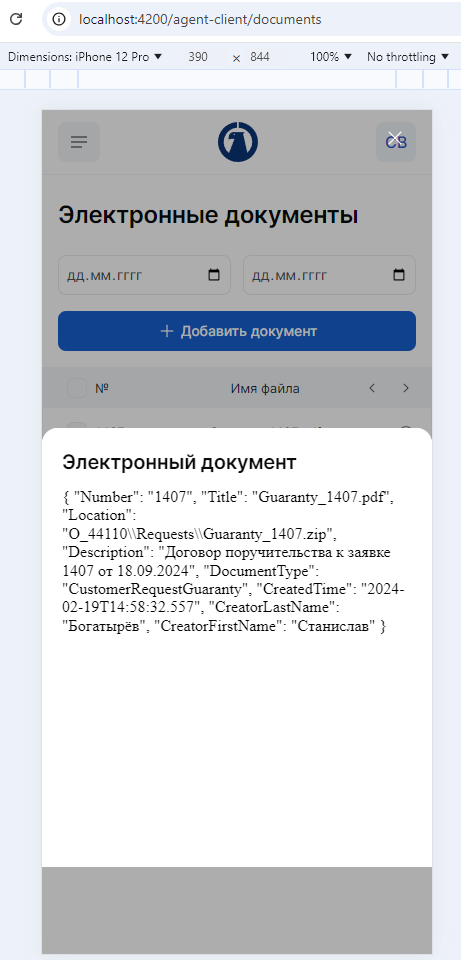 localhost:4200/agent-client/documents
Dimensions: iPhone 12 Pro ▼ 390 × 844 100% ▼ No throttling ▼
СВ
Электронные документы
дд.мм.гггг дд.мм.гггг
+ Добавить документ
№ Имя файла
Электронный документ
{ "Number": "1407", "Title": "Guaranty_1407.pdf",
"Location":
"O_44110\\Requests\\Guaranty_1407.zip",
"Description": "Договор поручительства к заявке
1407 от 18.09.2024", "DocumentType":
"CustomerRequestGuaranty", "CreatedTime": "2024-
02-19T14:58:32.557", "CreatorLastName":
"Богатырёв", "CreatorFirstName": "Станислав" }